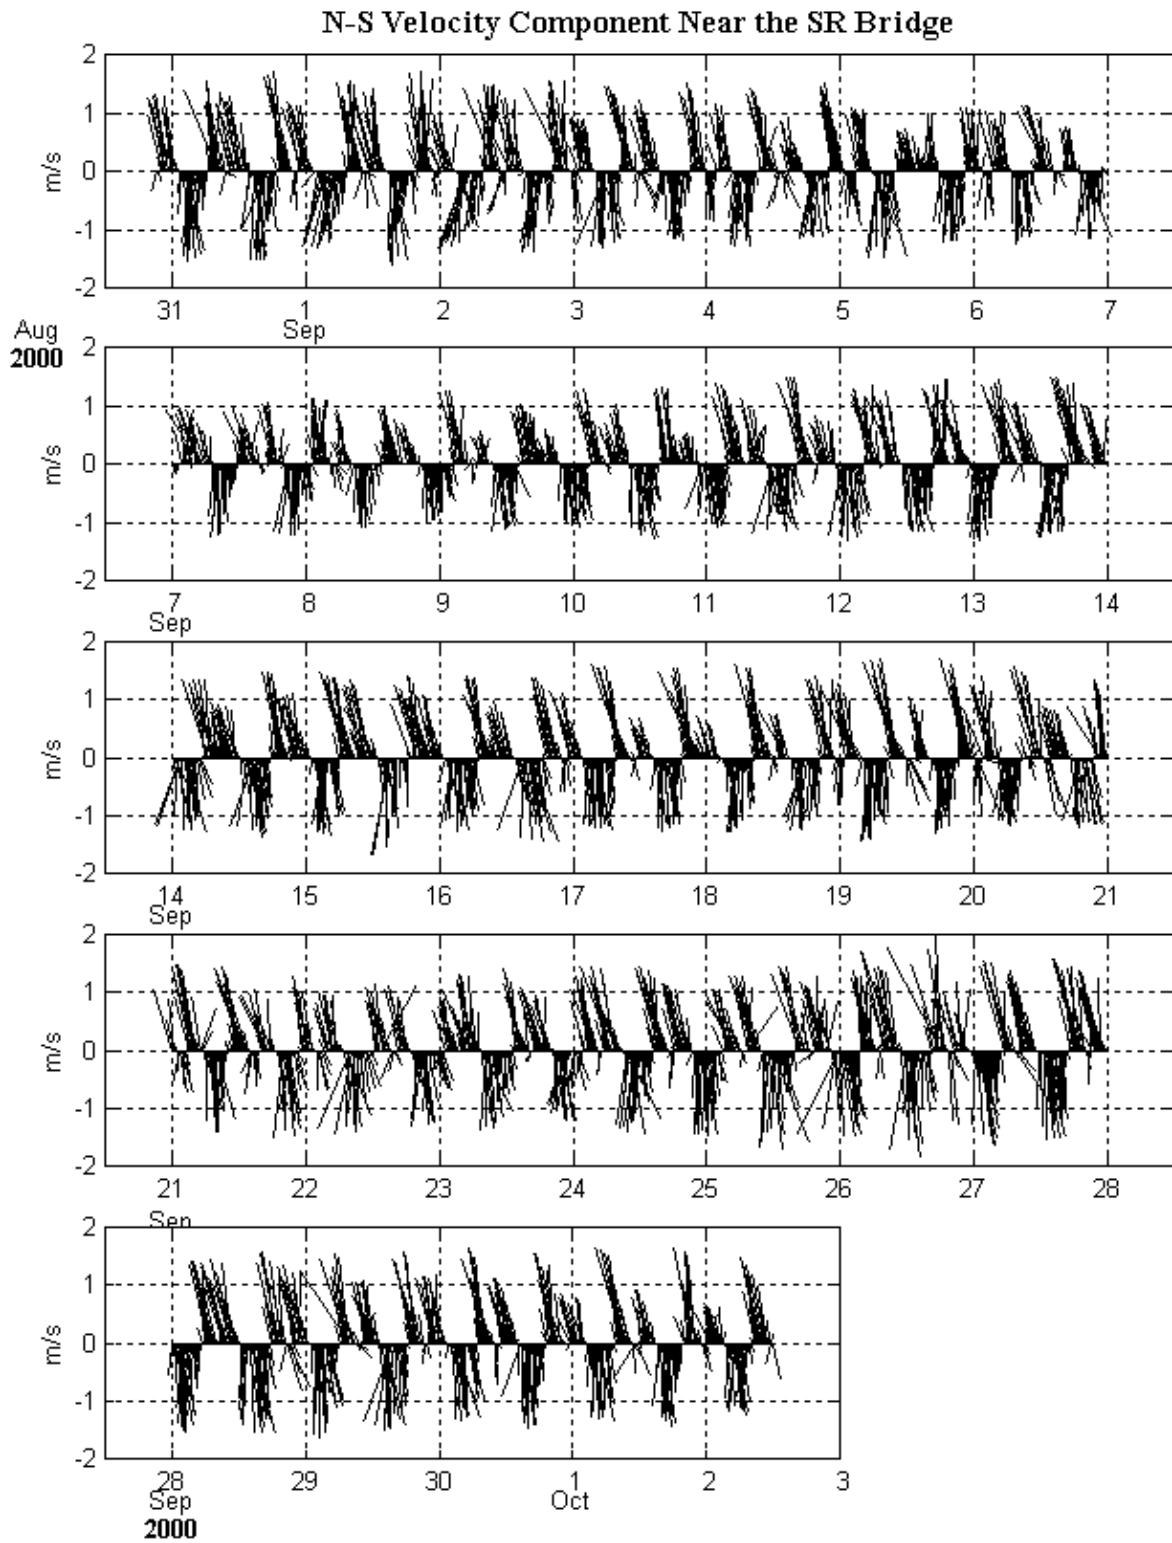 N-S Velocity Component Near the SR Bridge
2
1
0
-1
-2
m/s
31 1 2 3 4 5 6 7
Aug Sep
2000
2
1
0
-1
-2
m/s
7 8 9 10 11 12 13 14
Sep
2
1
0
-1
-2
m/s
14 15 16 17 18 19 20 21
Sep
2
1
0
-1
-2
m/s
21 22 23 24 25 26 27 28
Sep
2
1
0
-1
-2
m/s
28 29 30 1 2 3
Sep Oct
2000